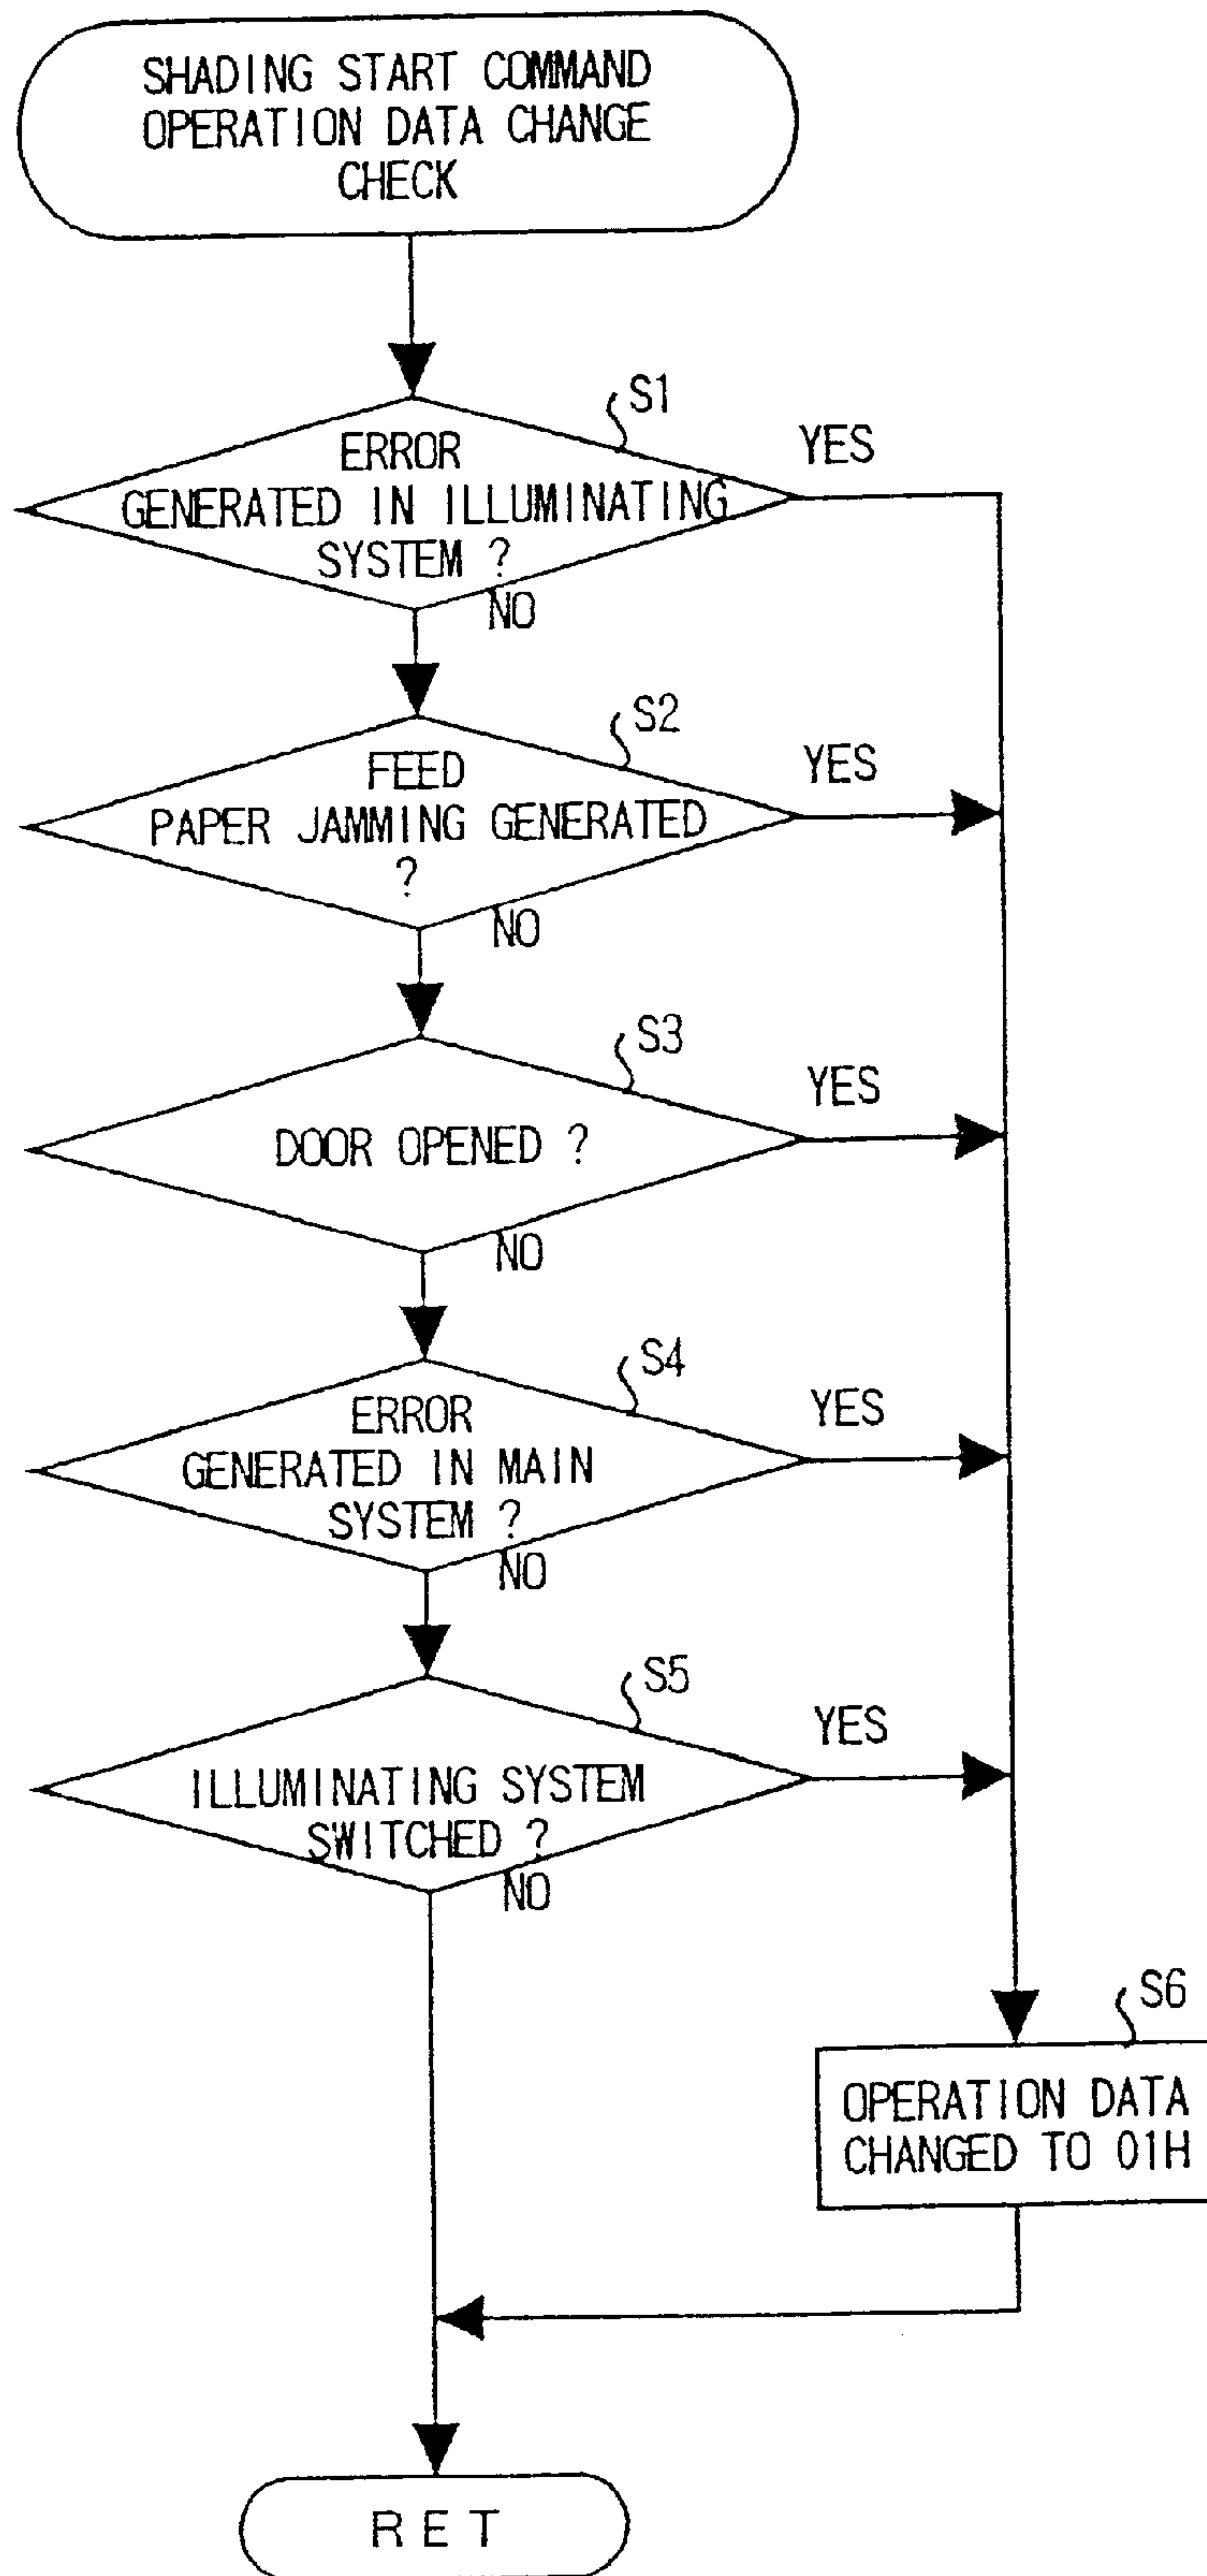 SHADING START COMMAND
OPERATION DATA CHANGE
CHECK
S1
ERROR
GENERATED IN ILLUMINATING
SYSTEM ?
YES
NO
S2
FEED
PAPER JAMMING GENERATED
?
YES
NO
S3
DOOR OPENED ?
YES
NO
S4
ERROR
GENERATED IN MAIN
SYSTEM ?
YES
NO
S5
ILLUMINATING SYSTEM
SWITCHED ?
YES
NO
S6
OPERATION DATA
CHANGED TO 01H
RET